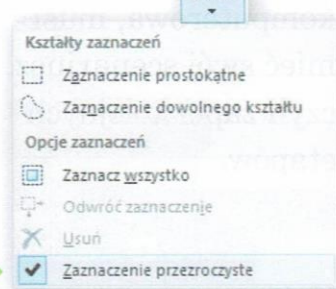 Kształty zaznaczeń
Zaznaczenie prostokątne
Zaznaczenie dowolnego kształtu
Opcje zaznaczeń
Zaznacz wszystko
Odwróć zaznaczenie
Usuń
Zaznaczenie przezroczyste